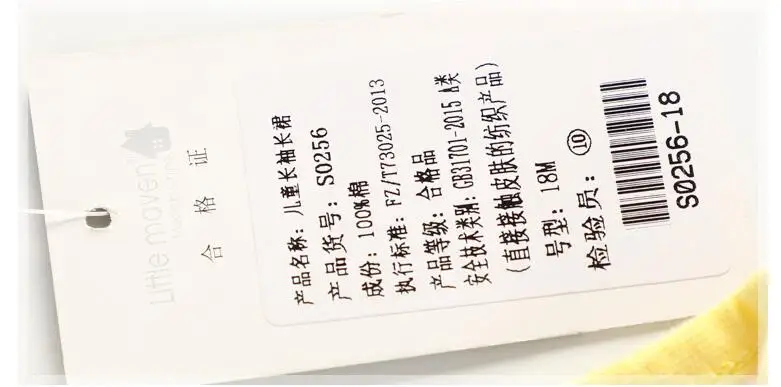 Little maven
合格证
产品名称：儿童长袖长裙
产品货号：S0256
成份：100%棉
执行标准：FZ/T73025-2013
产品等级：合格品
安全技术类别：GB31701-2015 A类
(直接接触皮肤的纺织产品)
号型：18M
检验员：⑩
S0256-18